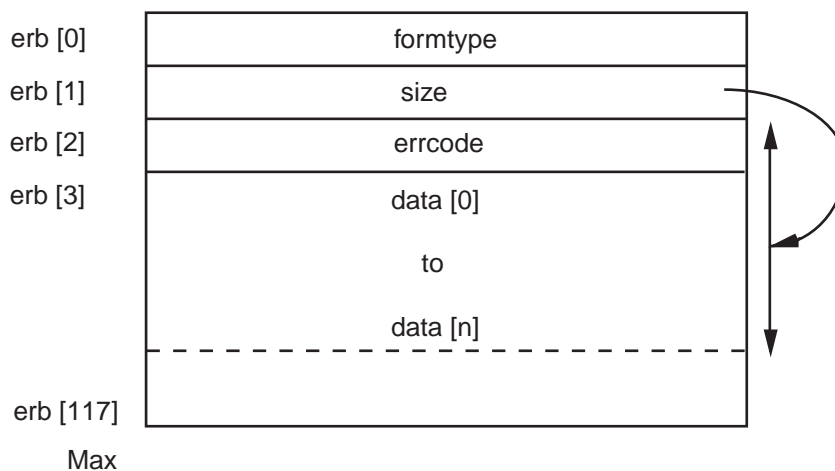 erb [0] formtype
erb [1] size
erb [2] errcode
erb [3] data [0]
to
data [n]
erb [117]
Max